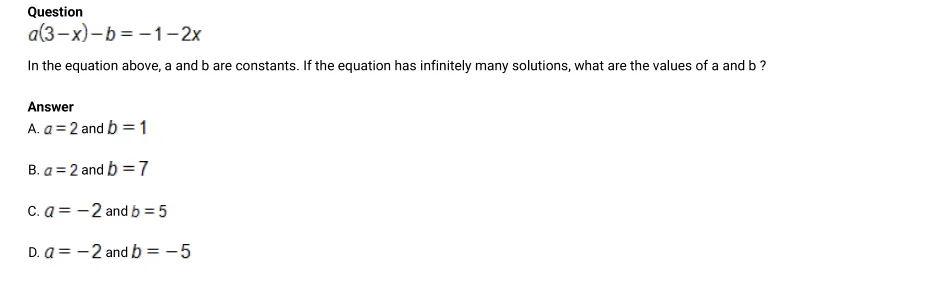 Question
a(3−x)−b = −1−2x
In the equation above, a and b are constants. If the equation has infinitely many solutions, what are the values of a and b ?
Answer
A. a = 2 and b = 1
B. a = 2 and b = 7
C. a = −2 and b = 5
D. a = −2 and b = −5